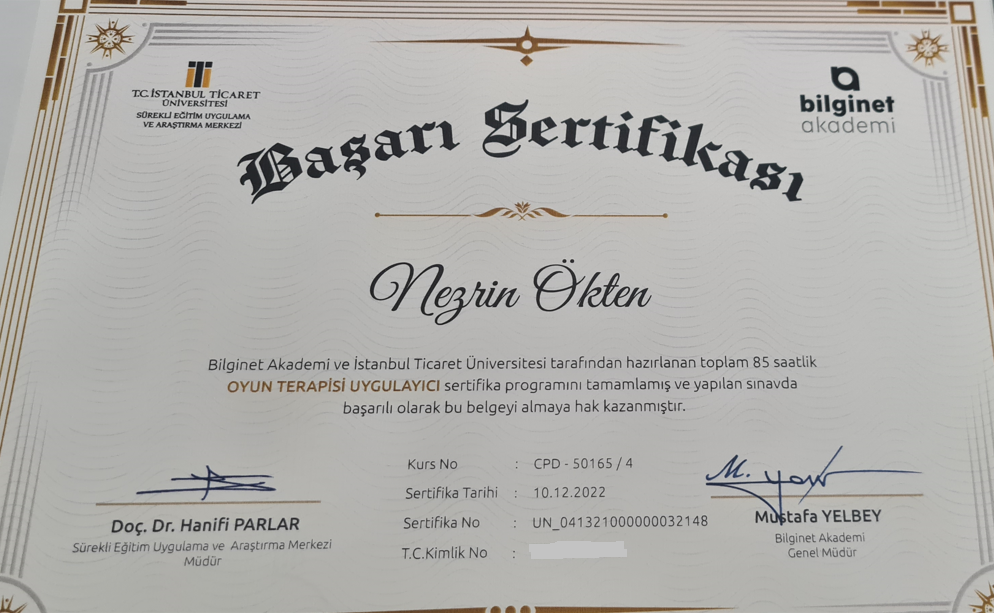 T.C. İSTANBUL TİCARET
ÜNİVERSİTESİ
SÜREKLİ EĞİTİM UYGULAMA
VE ARAŞTIRMA MERKEZİ
bilginet
akademi
Başarı Sertifikası
Nezrin Ökten
Bilginet Akademi ve İstanbul Ticaret Üniversitesi tarafından hazırlanan toplam 85 saatlik
OYUN TERAPİSİ UYGULAYICI sertifika programını tamamlamış ve yapılan sınavda
başarılı olarak bu belgeyi almaya hak kazanmıştır.
Kurs No : CPD - 50165 / 4
Sertifika Tarihi : 10.12.2022
Sertifika No : UN_041321000000032148
T.C.Kimlik No :
Doç. Dr. Hanifi PARLAR
Sürekli Eğitim Uygulama ve Araştırma Merkezi
Müdür
Mustafa YELBEY
Bilginet Akademi
Genel Müdür